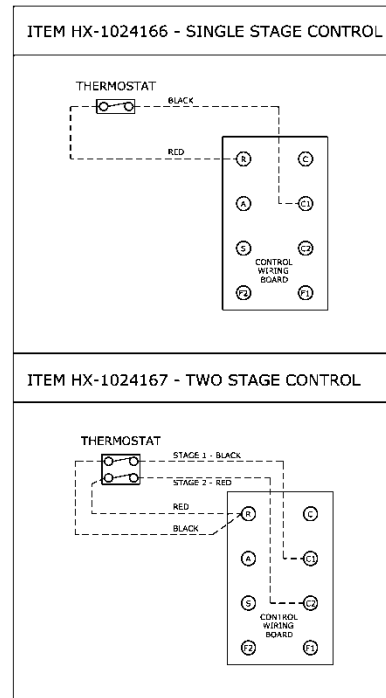 ITEM HX-1024166 - SINGLE STAGE CONTROL
THERMOSTAT
BLACK
RED
R C
A C1
S C2
CONTROL
WIRING
BOARD
F2 F1
ITEM HX-1024167 - TWO STAGE CONTROL
THERMOSTAT
STAGE 1 - BLACK
STAGE 2 - RED
RED
BLACK
R C
A C1
S C2
CONTROL
WIRING
BOARD
F2 F1